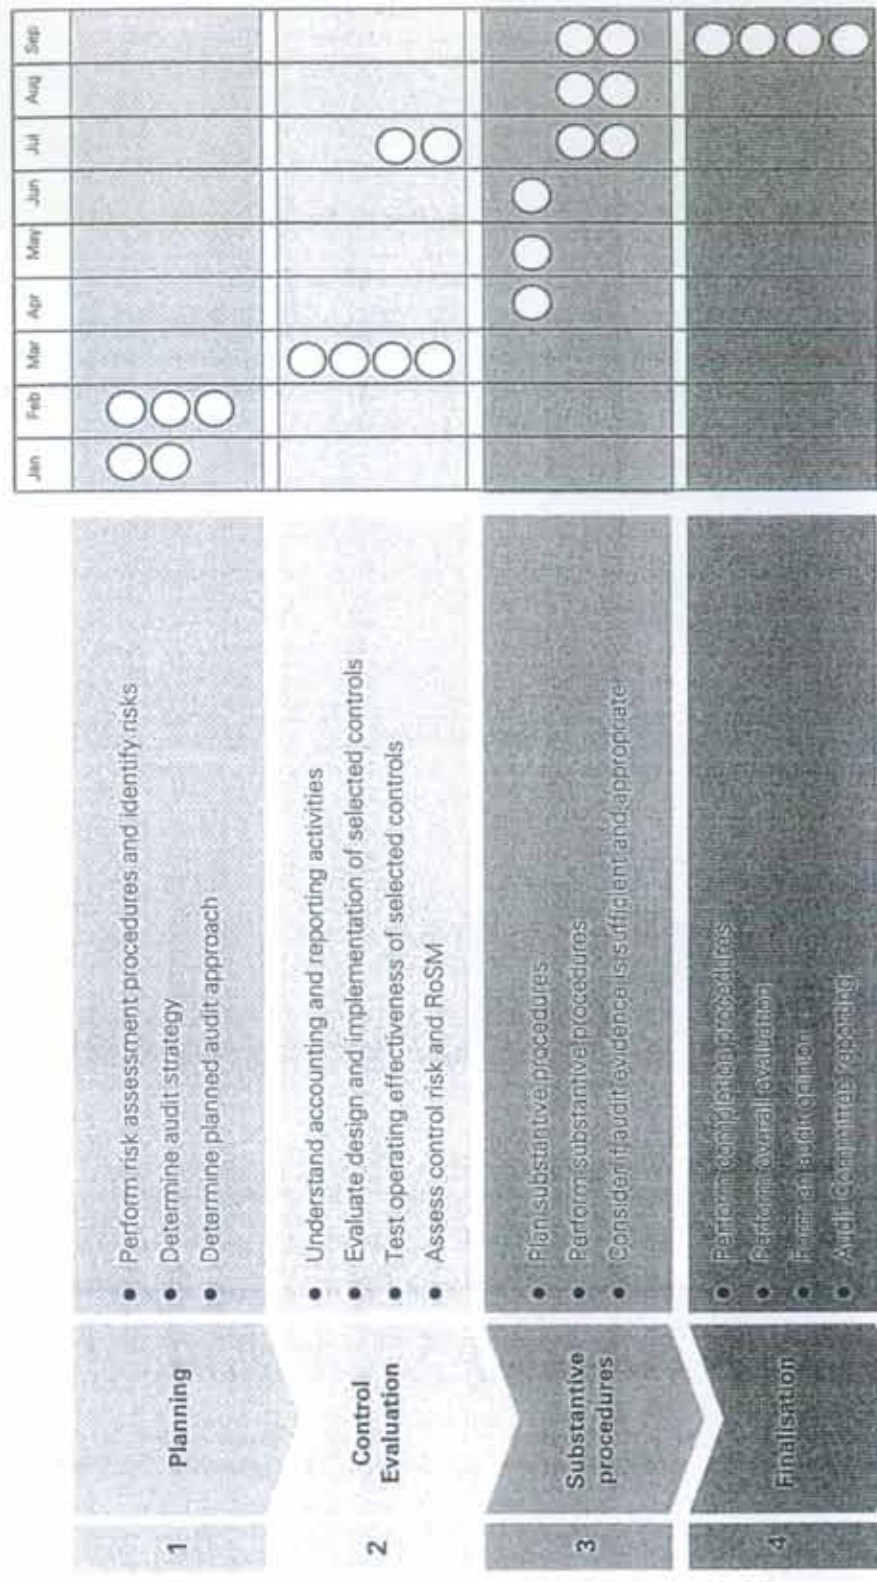 Jan Feb Mar Apr May Jun Jul Aug Sep
1
Planning
• Perform risk assessment procedures and identify risks
• Determine audit strategy
• Determine planned audit approach
2
Control
Evaluation
• Understand accounting and reporting activities
• Evaluate design and implementation of selected controls
• Test operating effectiveness of selected controls
• Assess control risk and RoSM
3
Substantive
procedures
• Plan substantive procedures
• Perform substantive procedures
• Consider if audit evidence is sufficient and appropriate
4
Finalisation
• Perform completion procedures
• Perform overall evaluation
• Form an audit opinion
• Audit Committee reporting